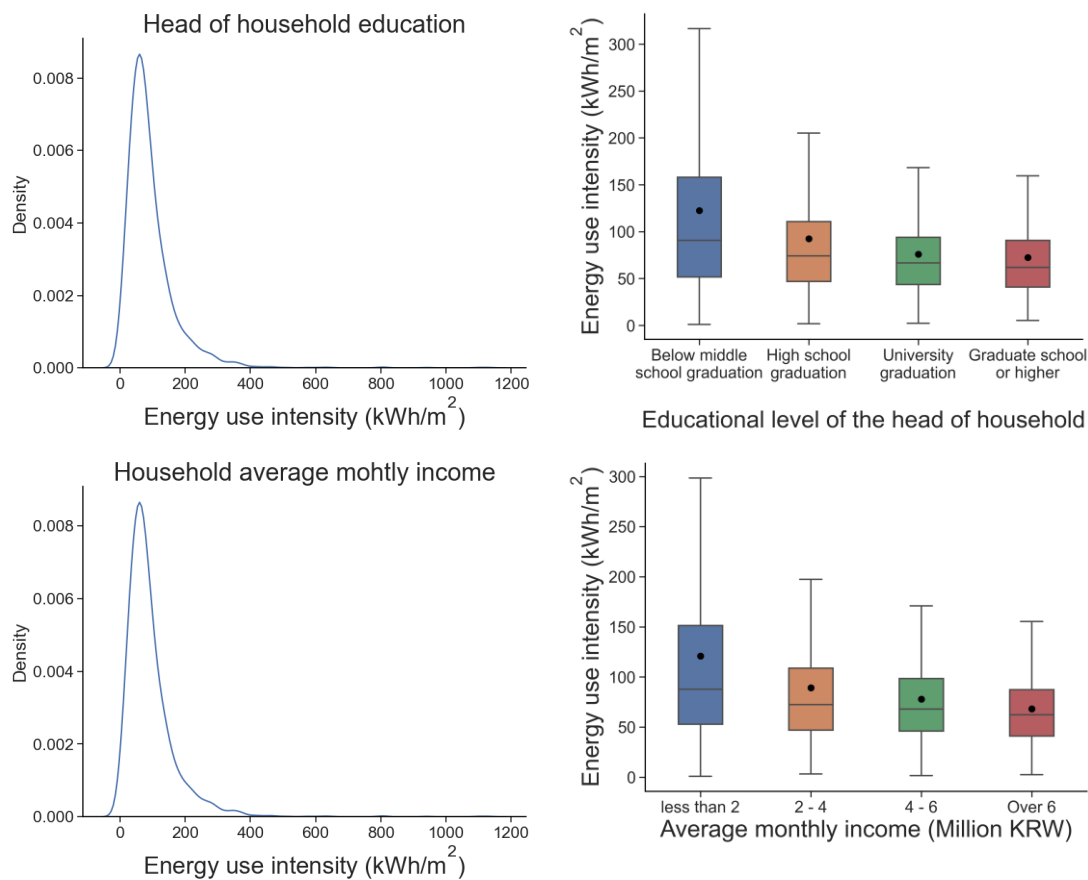 Head of household education
Density
0.008
0.006
0.004
0.002
0.000
0 200 400 600 800 1000 1200
Energy use intensity (kWh/m²)
Energy use intensity (kWh/m²)
300
250
200
150
100
50
0
Below middle school graduation
High school graduation
University graduation
Graduate school or higher
Educational level of the head of household
Household average mohtly income
Density
0.008
0.006
0.004
0.002
0.000
0 200 400 600 800 1000 1200
Energy use intensity (kWh/m²)
Energy use intensity (kWh/m²)
300
250
200
150
100
50
0
less than 2 2 - 4 4 - 6 Over 6
Average monthly income (Million KRW)